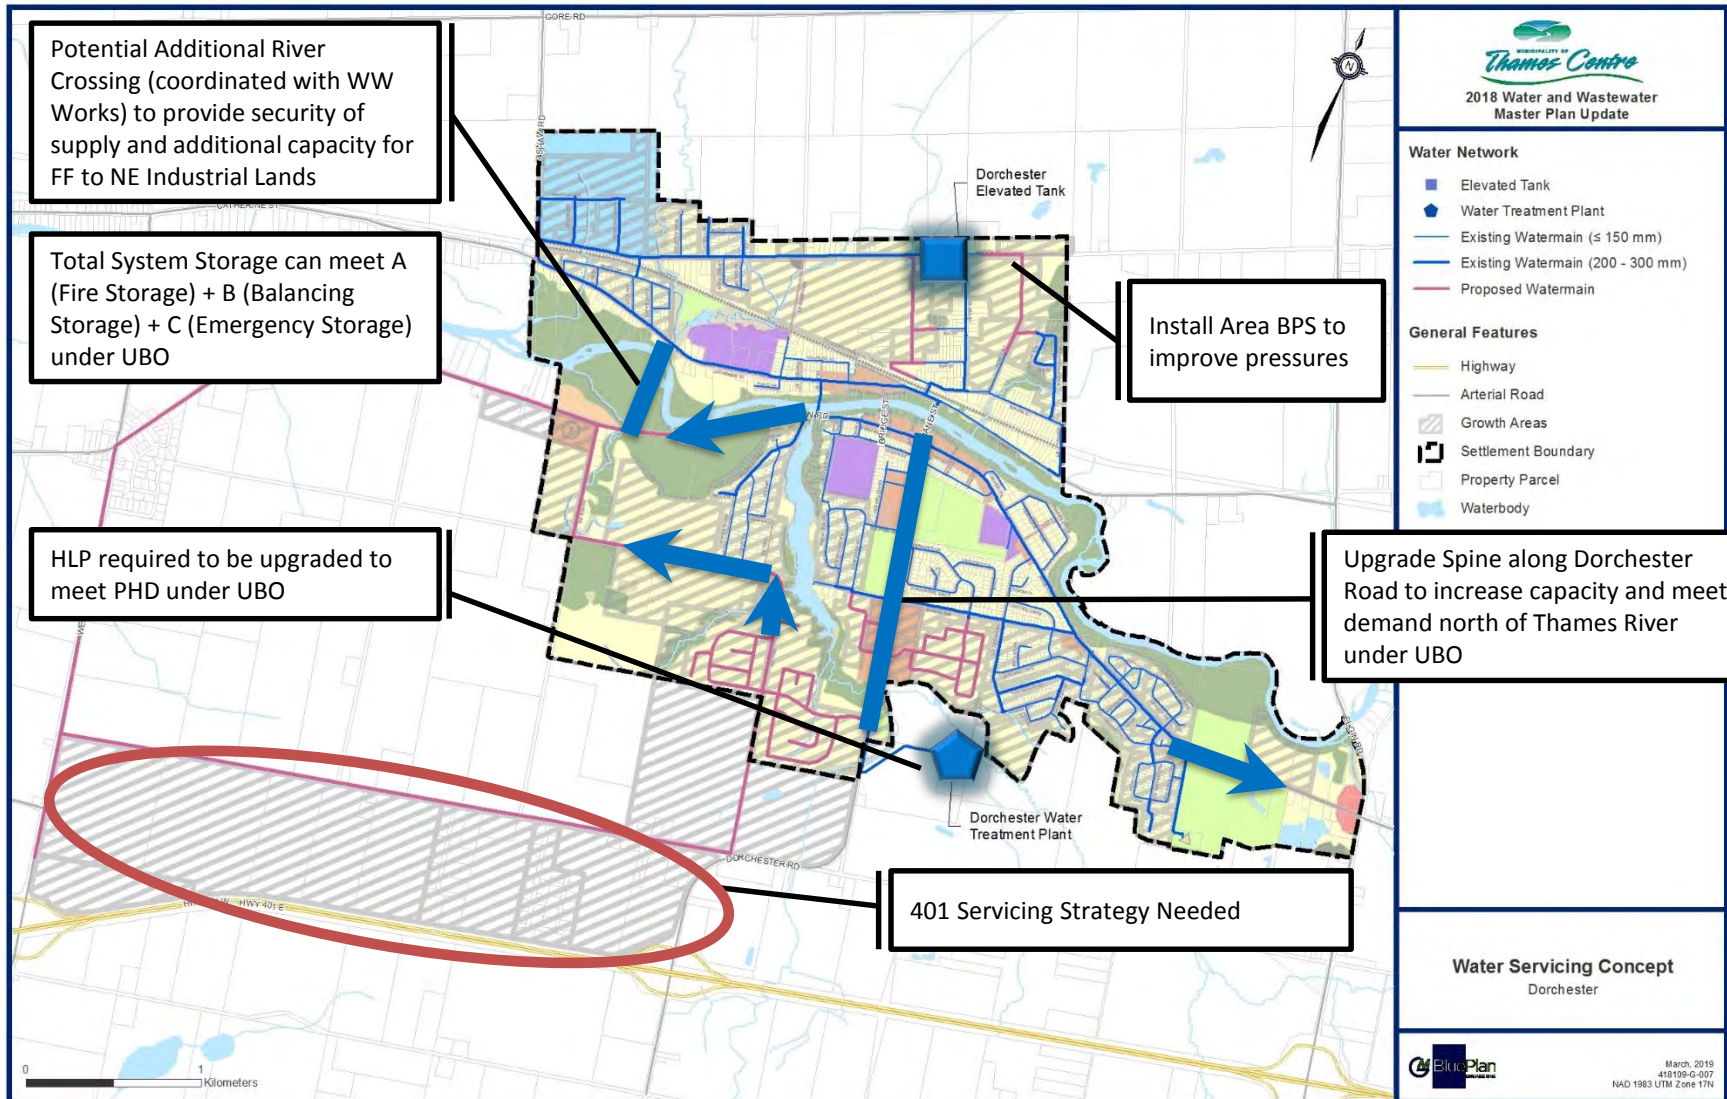 GORE RD
Potential Additional River
Crossing (coordinated with WW
Works) to provide security of
supply and additional capacity for
FF to NE Industrial Lands
CATHERINE ST
Total System Storage can meet A
(Fire Storage) + B (Balancing
Storage) + C (Emergency Storage)
under UBO
HLP required to be upgraded to
meet PHD under UBO
Dorchester
Elevated Tank
N
Install Area BPS to
improve pressures
BRIDGE ST
Upgrade Spine along Dorchester
Road to increase capacity and meet
demand north of Thames River
under UBO
ELGIN RD
Dorchester Water
Treatment Plant
DORCHESTER RD
HWY 401 E
401 Servicing Strategy Needed
0 1
Kilometers
MUNICIPALITY OF
Thames Centre
2018 Water and Wastewater
Master Plan Update
Water Network
Elevated Tank
Water Treatment Plant
Existing Watermain (≤ 150 mm)
Existing Watermain (200 - 300 mm)
Proposed Watermain
General Features
Highway
Arterial Road
Growth Areas
Settlement Boundary
Property Parcel
Waterbody
Water Servicing Concept
Dorchester
GM BluePlan
March, 2019
418109-G-007
NAD 1983 UTM Zone 17N